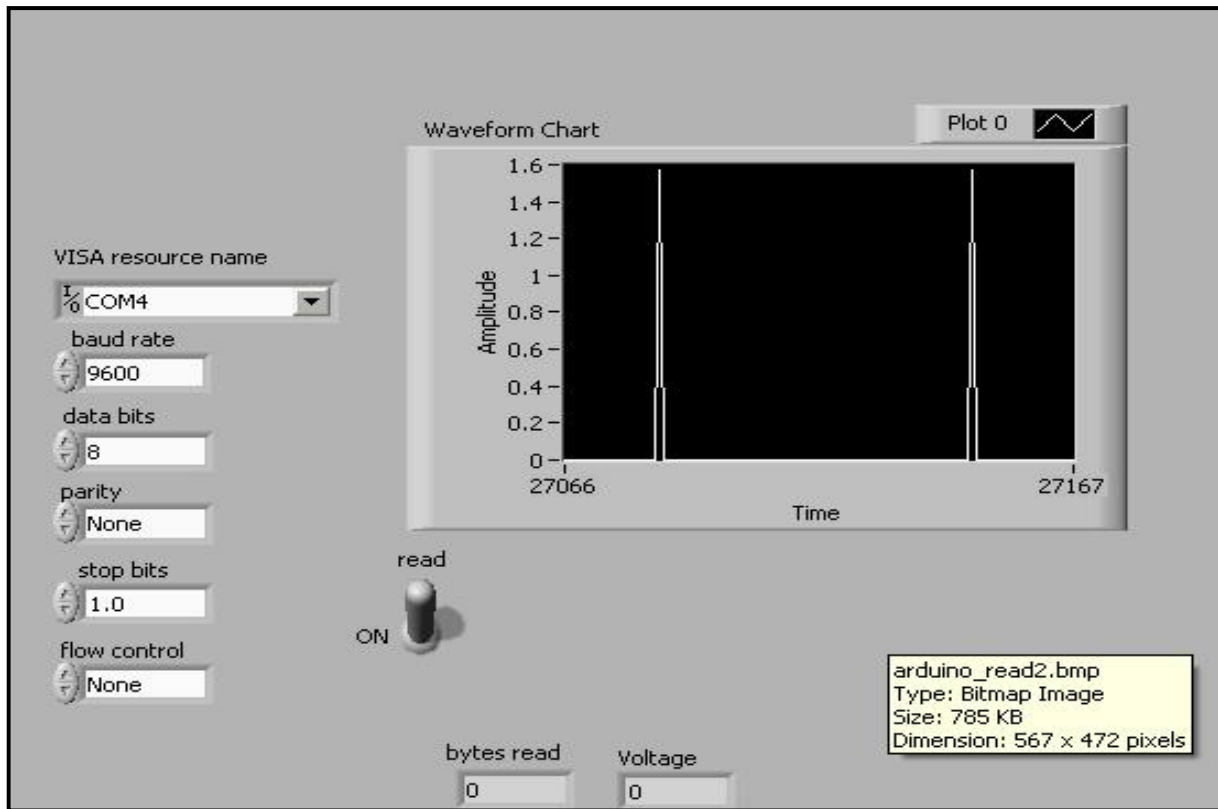 Waveform Chart
Plot 0
1.6
1.4
1.2
1
0.8
0.6
0.4
0.2
0
Amplitude
27066
27167
Time
VISA resource name
I/O COM4
baud rate
9600
data bits
8
parity
None
stop bits
1.0
flow control
None
read
ON
arduino_read2.bmp
Type: Bitmap Image
Size: 785 KB
Dimension: 567 x 472 pixels
bytes read
0
Voltage
0